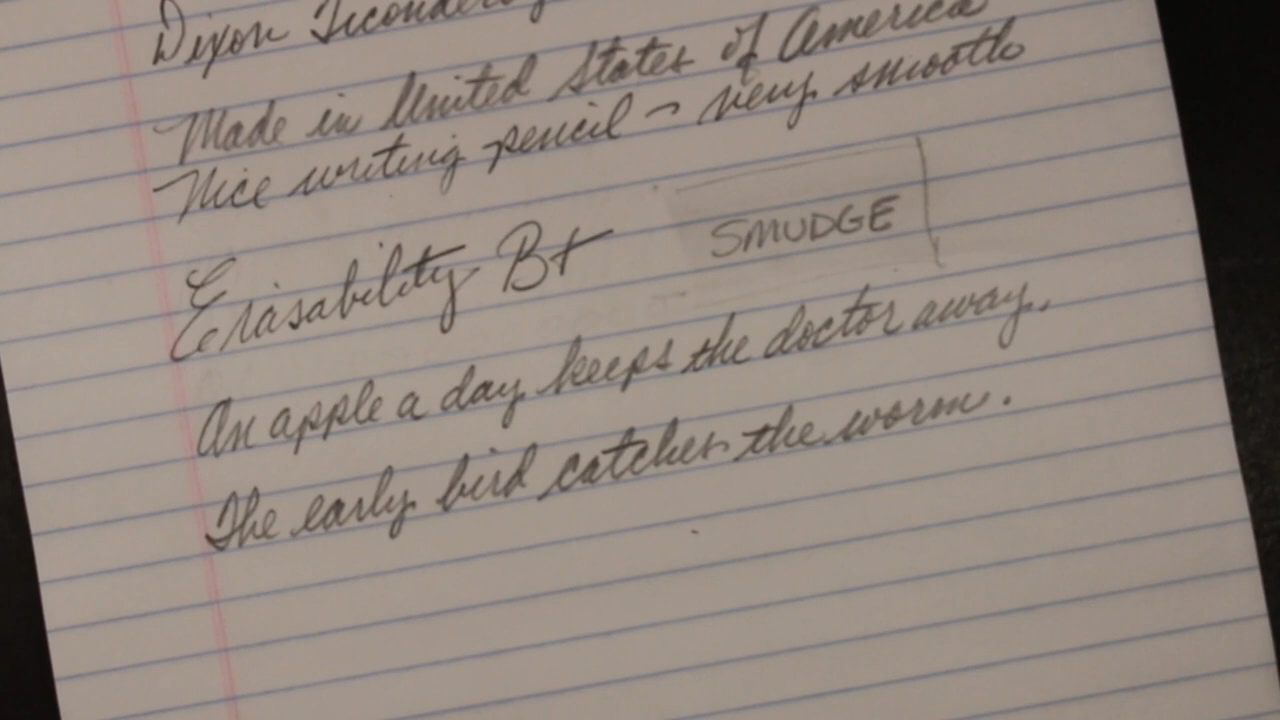 Dixon Ticonderog
Made in United States of America
Nice writing pencil - very smooth
Erasability B+ SMUDGE
An apple a day keeps the doctor away.
The early bird catches the worm.